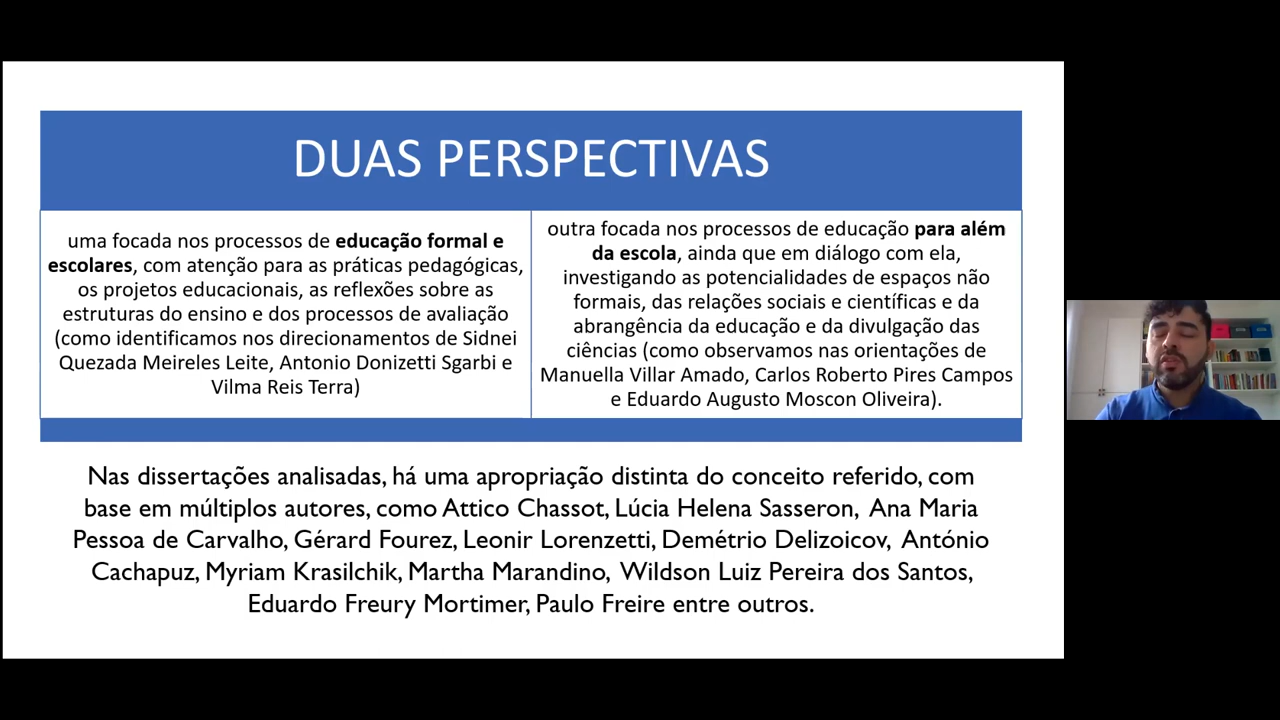 DUAS PERSPECTIVAS
uma focada nos processos de educação formal e
escolares, com atenção para as práticas pedagógicas,
os projetos educacionais, as reflexões sobre as
estruturas do ensino e dos processos de avaliação
(como identificamos nos direcionamentos de Sidnei
Quezada Meireles Leite, Antonio Donizetti Sgarbi e
Vilma Reis Terra)
outra focada nos processos de educação para além
da escola, ainda que em diálogo com ela,
investigando as potencialidades de espaços não
formais, das relações sociais e científicas e da
abrangência da educação e da divulgação das
ciências (como observamos nas orientações de
Manuella Villar Amado, Carlos Roberto Pires Campos
e Eduardo Augusto Moscon Oliveira).
Nas dissertações analisadas, há uma apropriação distinta do conceito referido, com
base em múltiplos autores, como Attico Chassot, Lúcia Helena Sasseron, Ana Maria
Pessoa de Carvalho, Gérard Fourez, Leonir Lorenzetti, Demétrio Delizoicov, António
Cachapuz, Myriam Krasilchik, Martha Marandino, Wildson Luiz Pereira dos Santos,
Eduardo Freury Mortimer, Paulo Freire entre outros.